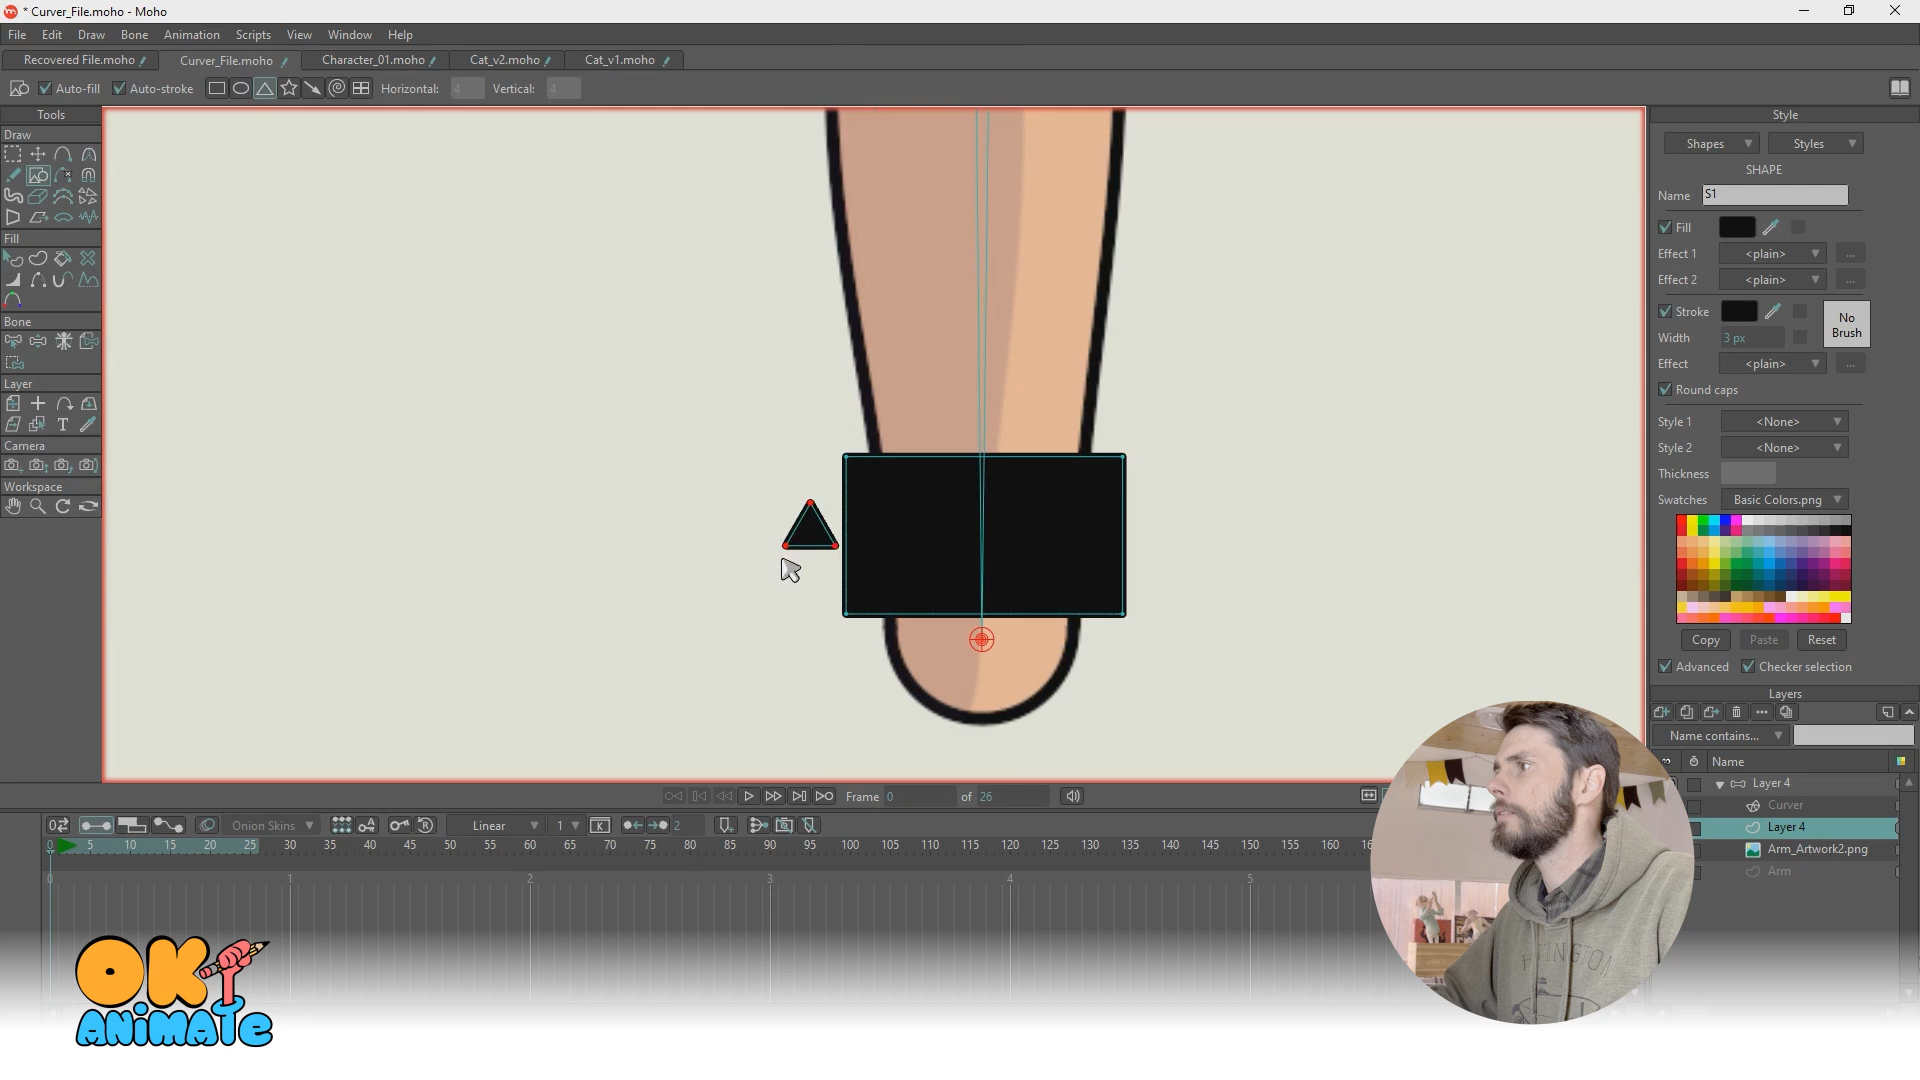 * Curver_File.moho - Moho
File Edit Draw Bone Animation Scripts View Window Help
Recovered File.moho Curver_File.moho Character_01.moho Cat_v2.moho Cat_v1.moho
Auto-fill Auto-stroke Horizontal: 4 Vertical: 4
Tools
Draw
Fill
Bone
Layer
Camera
Workspace
Style
Shapes Styles
SHAPE
Name S1
Fill
Effect 1 <plain> ...
Effect 2 <plain> ...
Stroke No Brush
Width 3 px
Effect <plain> ...
Round caps
Style 1 <None>
Style 2 <None>
Thickness
Swatches Basic Colors.png
Copy Paste Reset
Advanced Checker selection
Layers
Name contains...
Name
Layer 4
Curver
Layer 4
Arm_Artwork2.png
Arm
Frame 0 of 26
Onion Skins Linear 1 2
0 5 10 15 20 25 30 35 40 45 50 55 60 65 70 75 80 85 90 95 100 105 110 115 120 125 130 135 140 145 150 155 160
0 1 2 3 4 5
OK
ANiMATe